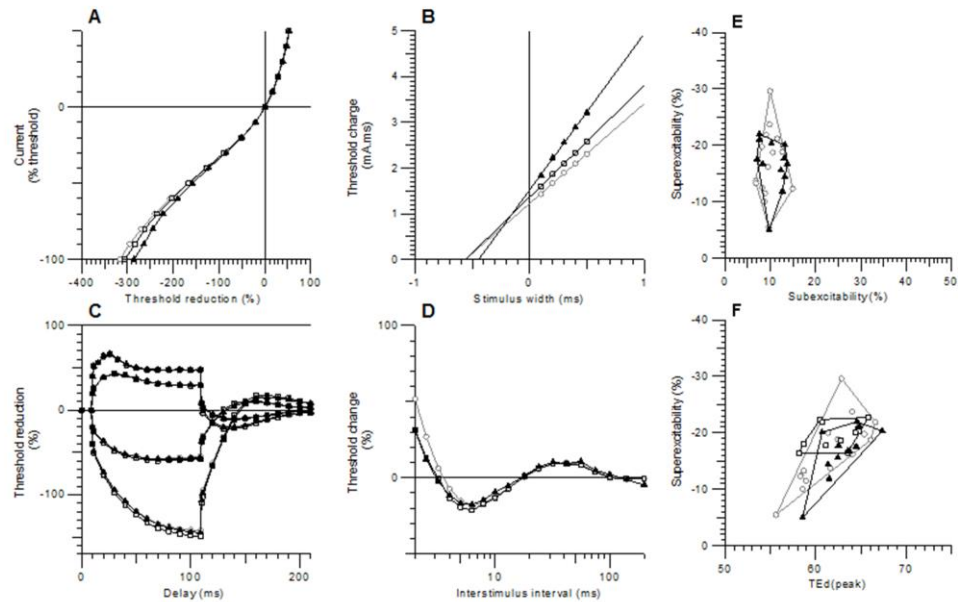 A
Current
(% threshold)
0
-100
-400 -300 -200 -100 0 100
Threshold reduction (%)
B
Threshold charge
(mA.ms)
5
4
3
2
1
0
-1 0 1
Stimulus width (ms)
E
Superexcitability (%)
-40
-30
-20
-10
0
0 10 20 30 40 50
Subexcitability (%)
C
Threshold reduction
(%)
100
0
-100
0 100 200
Delay (ms)
D
Threshold change
(%)
100
0
10 100
Interstimulus interval (ms)
F
Superexcitability (%)
-40
-30
-20
-10
0
50 60 70 75
TEd(peak)